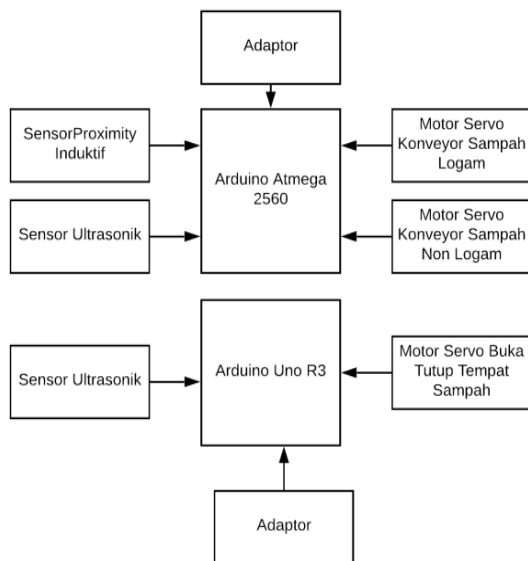 Adaptor
SensorProximity
Induktif
Arduino Atmega
2560
Motor Servo
Konveyor Sampah
Logam
Sensor Ultrasonik
Motor Servo
Konveyor Sampah
Non Logam
Sensor Ultrasonik
Arduino Uno R3
Motor Servo Buka
Tutup Tempat
Sampah
Adaptor